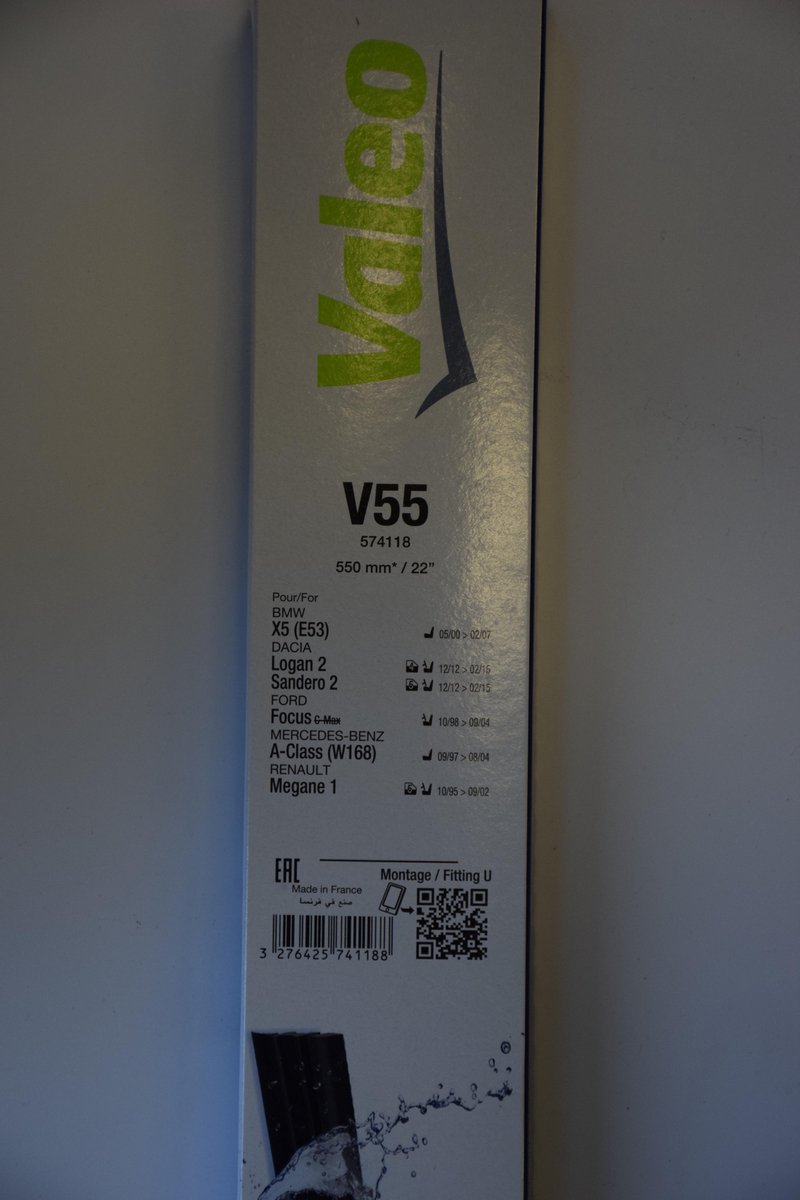 Valeo
V55
574118
550 mm* / 22”
Pour/For
BMW
X5 (E53) 05/00 > 02/07
DACIA
Logan 2 12/12 > 02/15
Sandero 2 12/12 > 02/15
FORD
Focus C-Max 10/98 > 09/04
MERCEDES-BENZ
A-Class (W168) 09/97 > 08/04
RENAULT
Megane 1 10/95 > 09/02
EAC
Montage / Fitting U
Made in France
صنع في فرنسا
3 276425 741188